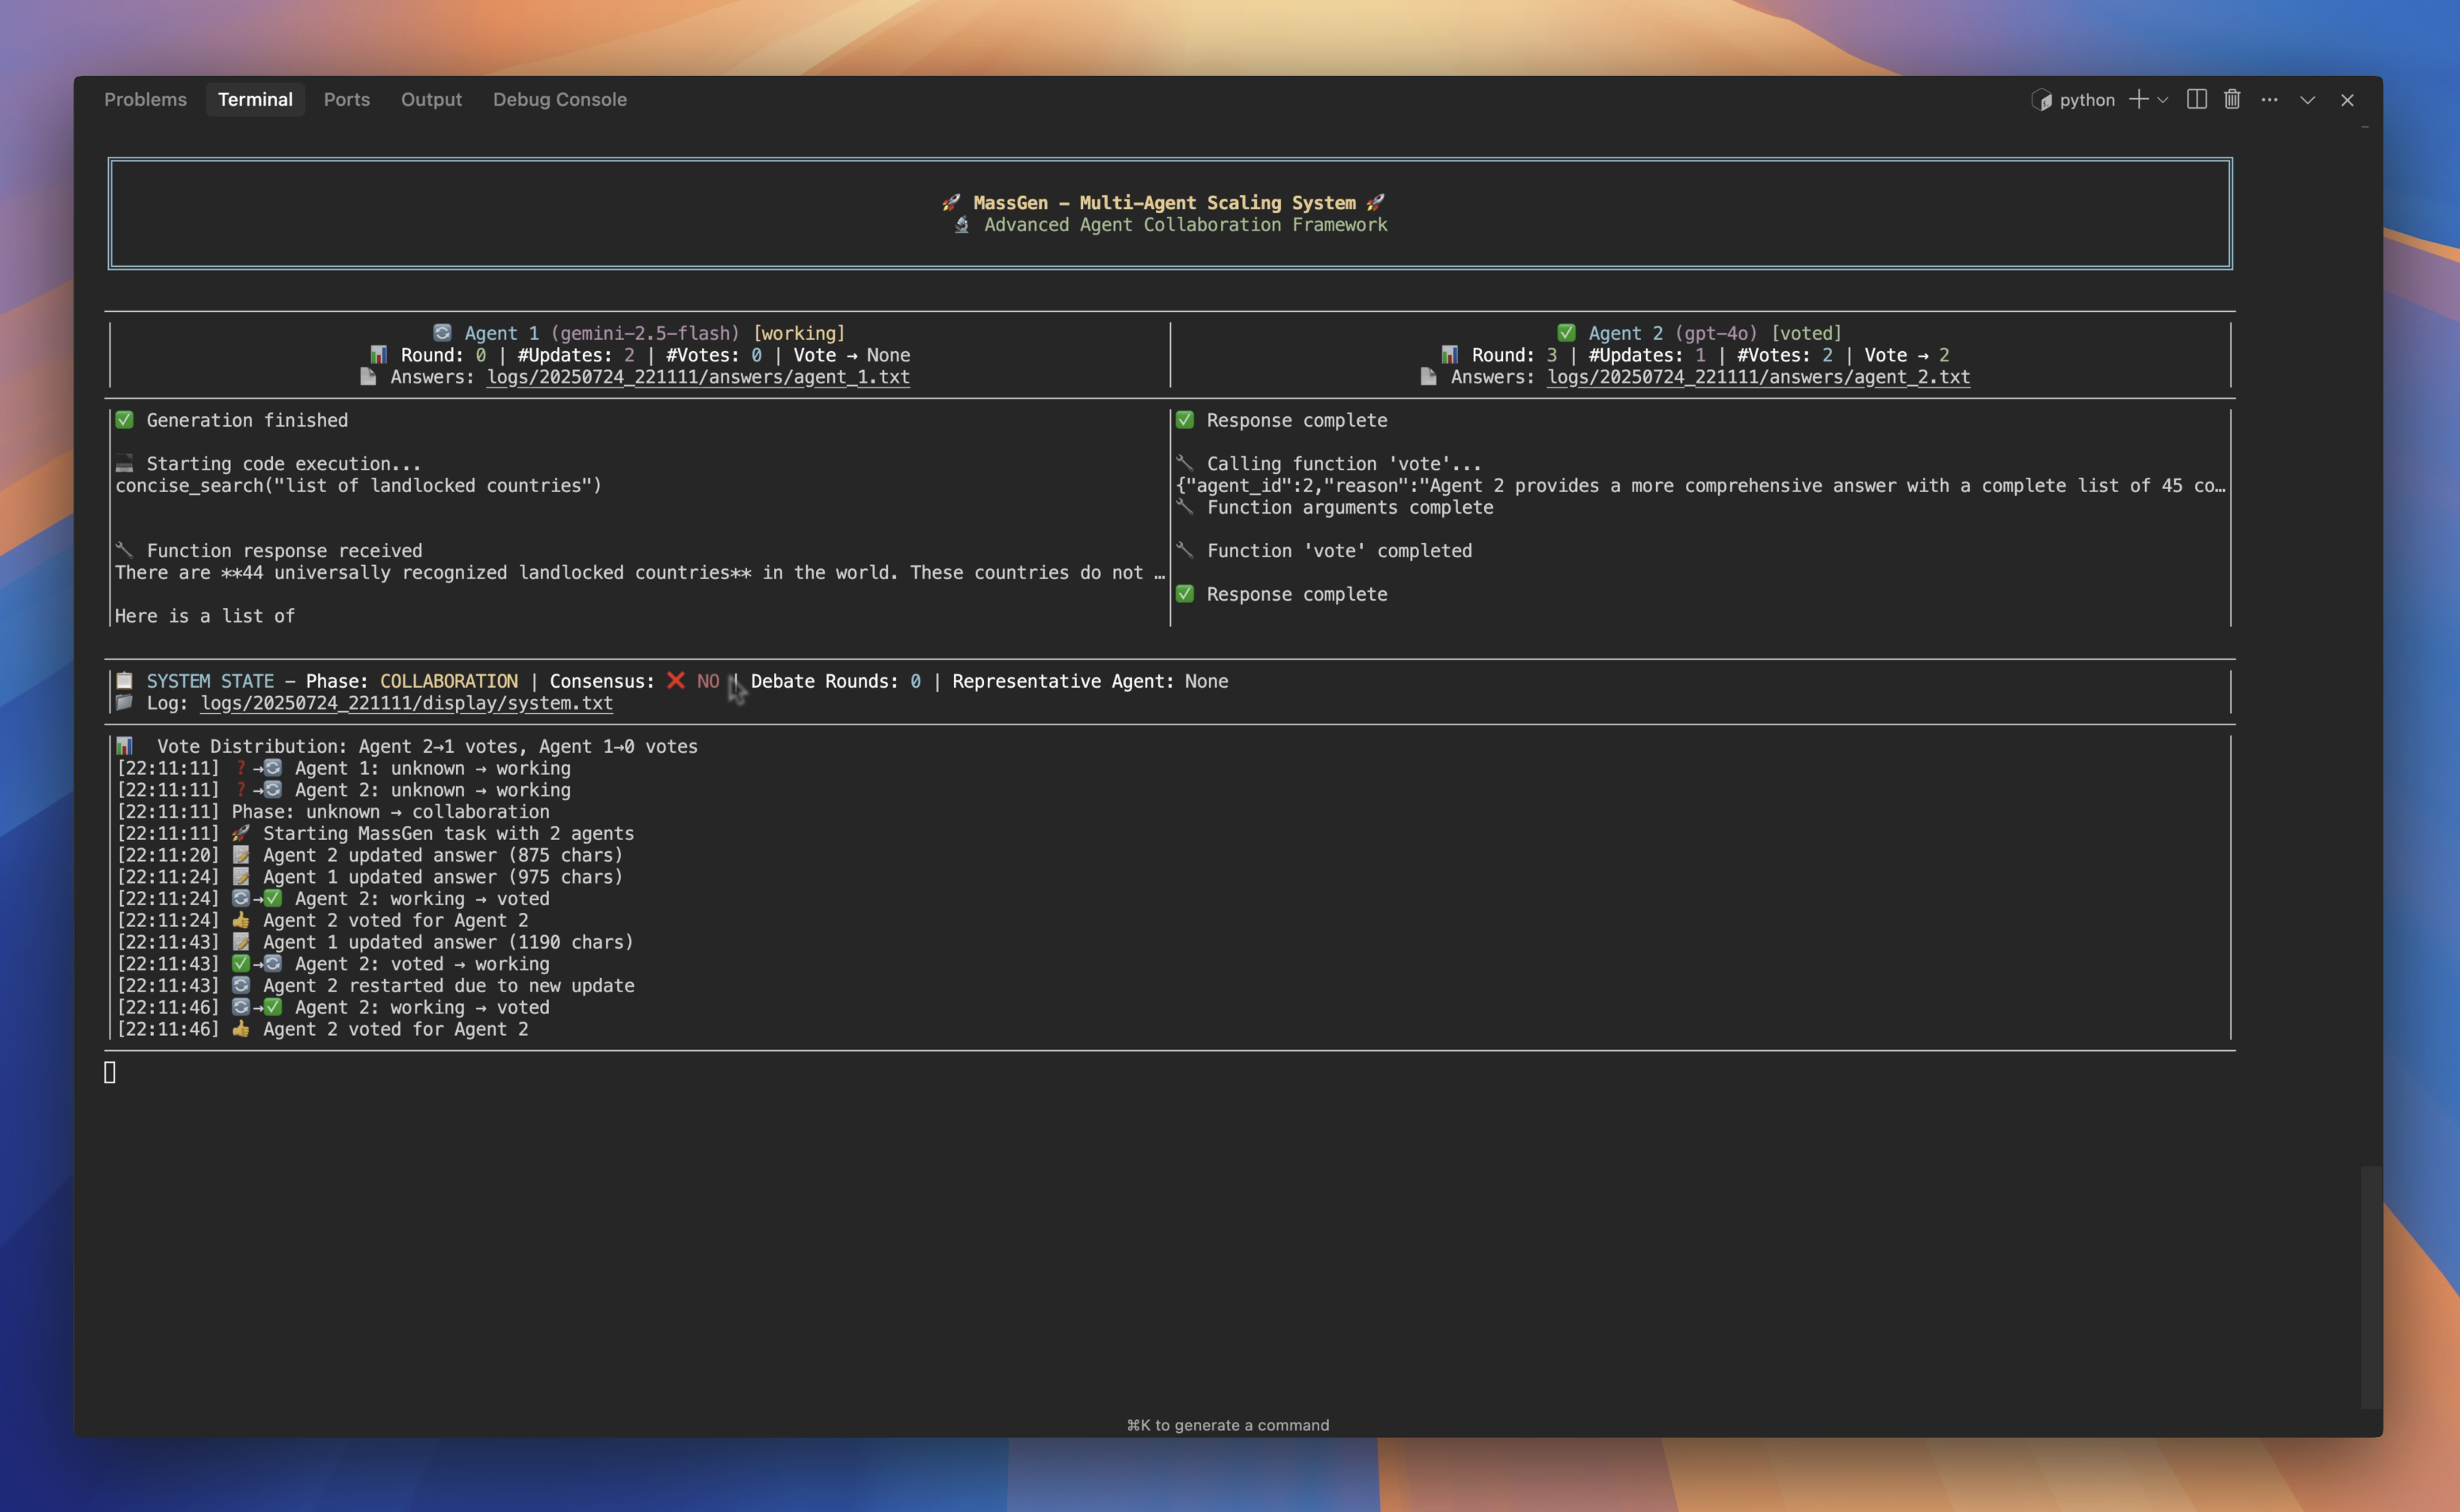 Problems Terminal Ports Output Debug Console python
🚀 MassGen – Multi-Agent Scaling System 🚀
🔬 Advanced Agent Collaboration Framework
🔄 Agent 1 (gemini-2.5-flash) [working]
📊 Round: 0 | #Updates: 2 | #Votes: 0 | Vote → None
📄 Answers: logs/20250724_221111/answers/agent_1.txt
✅ Agent 2 (gpt-4o) [voted]
📊 Round: 3 | #Updates: 1 | #Votes: 2 | Vote → 2
📄 Answers: logs/20250724_221111/answers/agent_2.txt
✅ Generation finished
💻 Starting code execution...
concise_search("list of landlocked countries")
🔧 Function response received
There are **44 universally recognized landlocked countries** in the world. These countries do not …
Here is a list of
✅ Response complete
🔧 Calling function 'vote'...
{"agent_id":2,"reason":"Agent 2 provides a more comprehensive answer with a complete list of 45 co…
🔧 Function arguments complete
🔧 Function 'vote' completed
✅ Response complete
📋 SYSTEM STATE – Phase: COLLABORATION | Consensus: ❌ NO | Debate Rounds: 0 | Representative Agent: None
📁 Log: logs/20250724_221111/display/system.txt
📊 Vote Distribution: Agent 2→1 votes, Agent 1→0 votes
[22:11:11] ❓→🔄 Agent 1: unknown → working
[22:11:11] ❓→🔄 Agent 2: unknown → working
[22:11:11] Phase: unknown → collaboration
[22:11:11] 🚀 Starting MassGen task with 2 agents
[22:11:20] 📝 Agent 2 updated answer (875 chars)
[22:11:24] 📝 Agent 1 updated answer (975 chars)
[22:11:24] 🔄→✅ Agent 2: working → voted
[22:11:24] 👍 Agent 2 voted for Agent 2
[22:11:43] 📝 Agent 1 updated answer (1190 chars)
[22:11:43] ✅→🔄 Agent 2: voted → working
[22:11:43] 🔄 Agent 2 restarted due to new update
[22:11:46] 🔄→✅ Agent 2: working → voted
[22:11:46] 👍 Agent 2 voted for Agent 2
⌘K to generate a command